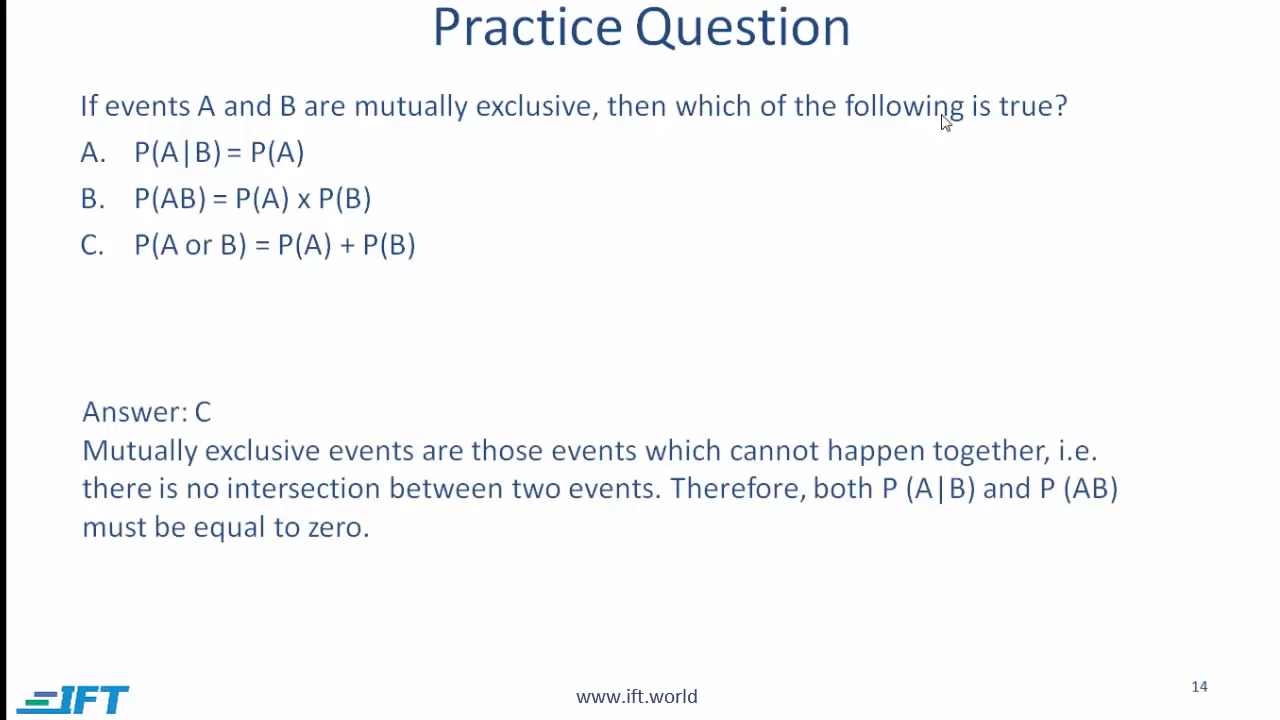 Practice Question
If events A and B are mutually exclusive, then which of the following is true?
A. P(A|B) = P(A)
B. P(AB) = P(A) x P(B)
C. P(A or B) = P(A) + P(B)
Answer: C
Mutually exclusive events are those events which cannot happen together, i.e.
there is no intersection between two events. Therefore, both P (A|B) and P (AB)
must be equal to zero.
IFT
www.ift.world
14